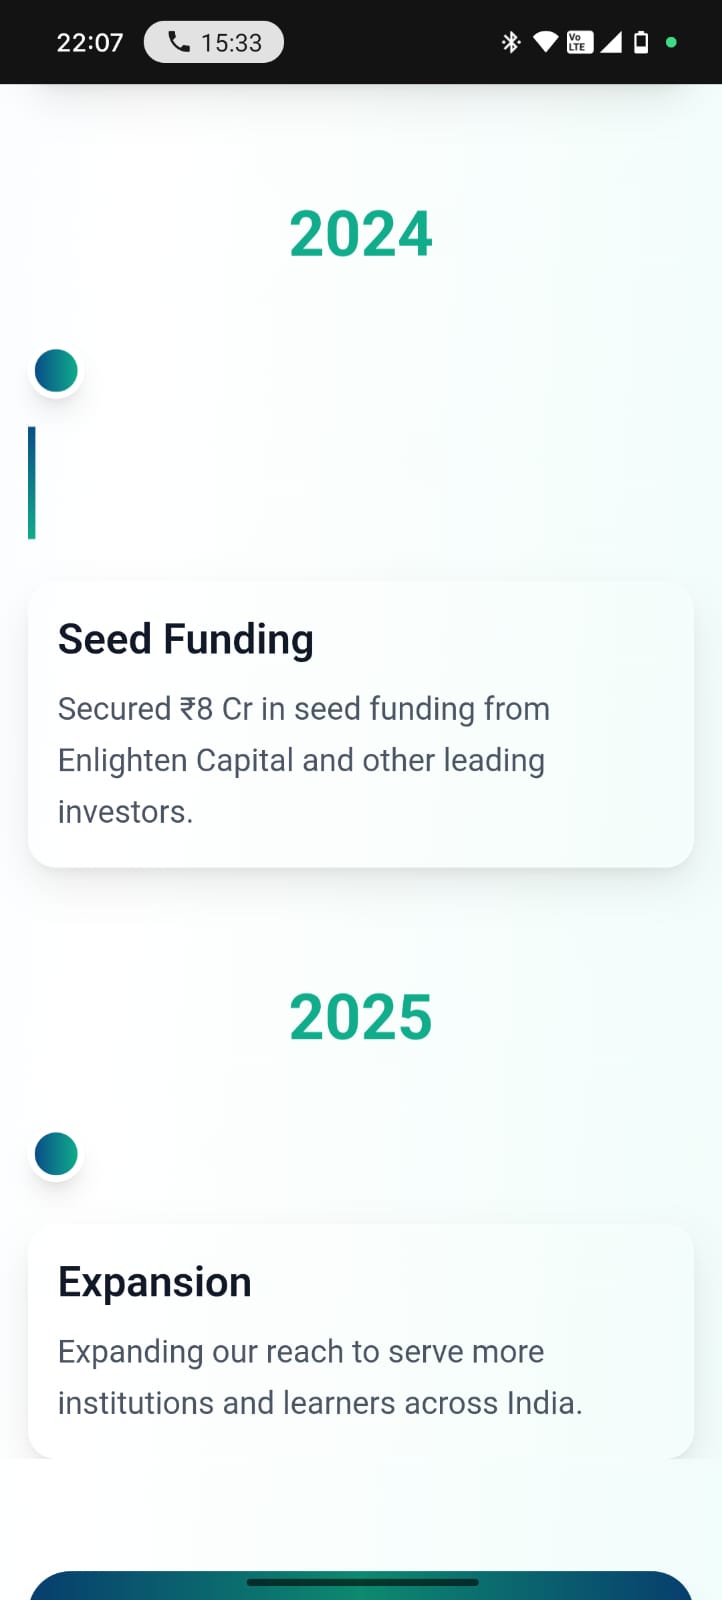 22:07
15:33
Vo
LTE
2024
Seed Funding
Secured ₹8 Cr in seed funding from
Enlighten Capital and other leading
investors.
2025
Expansion
Expanding our reach to serve more
institutions and learners across India.